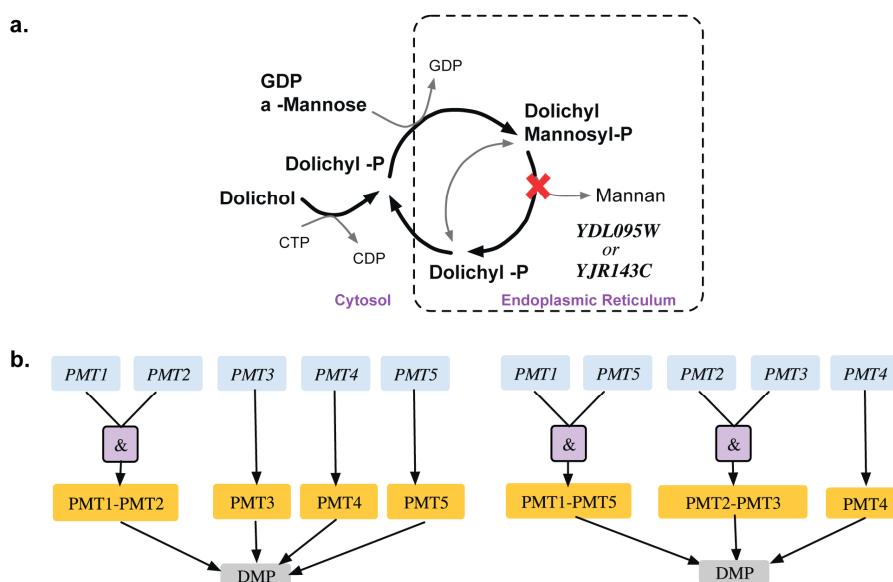 a.
GDP
a -Mannose
GDP
Dolichyl
Mannosyl-P
Dolichyl -P
Dolichol
Mannan
CTP
CDP
YDL095W
or
YJR143C
Dolichyl -P
Cytosol
Endoplasmic Reticulum
b.
PMT1 PMT2 PMT3 PMT4 PMT5 PMT1 PMT5 PMT2 PMT3 PMT4
& & &
PMT1-PMT2 PMT3 PMT4 PMT5 PMT1-PMT5 PMT2-PMT3 PMT4
DMP DMP